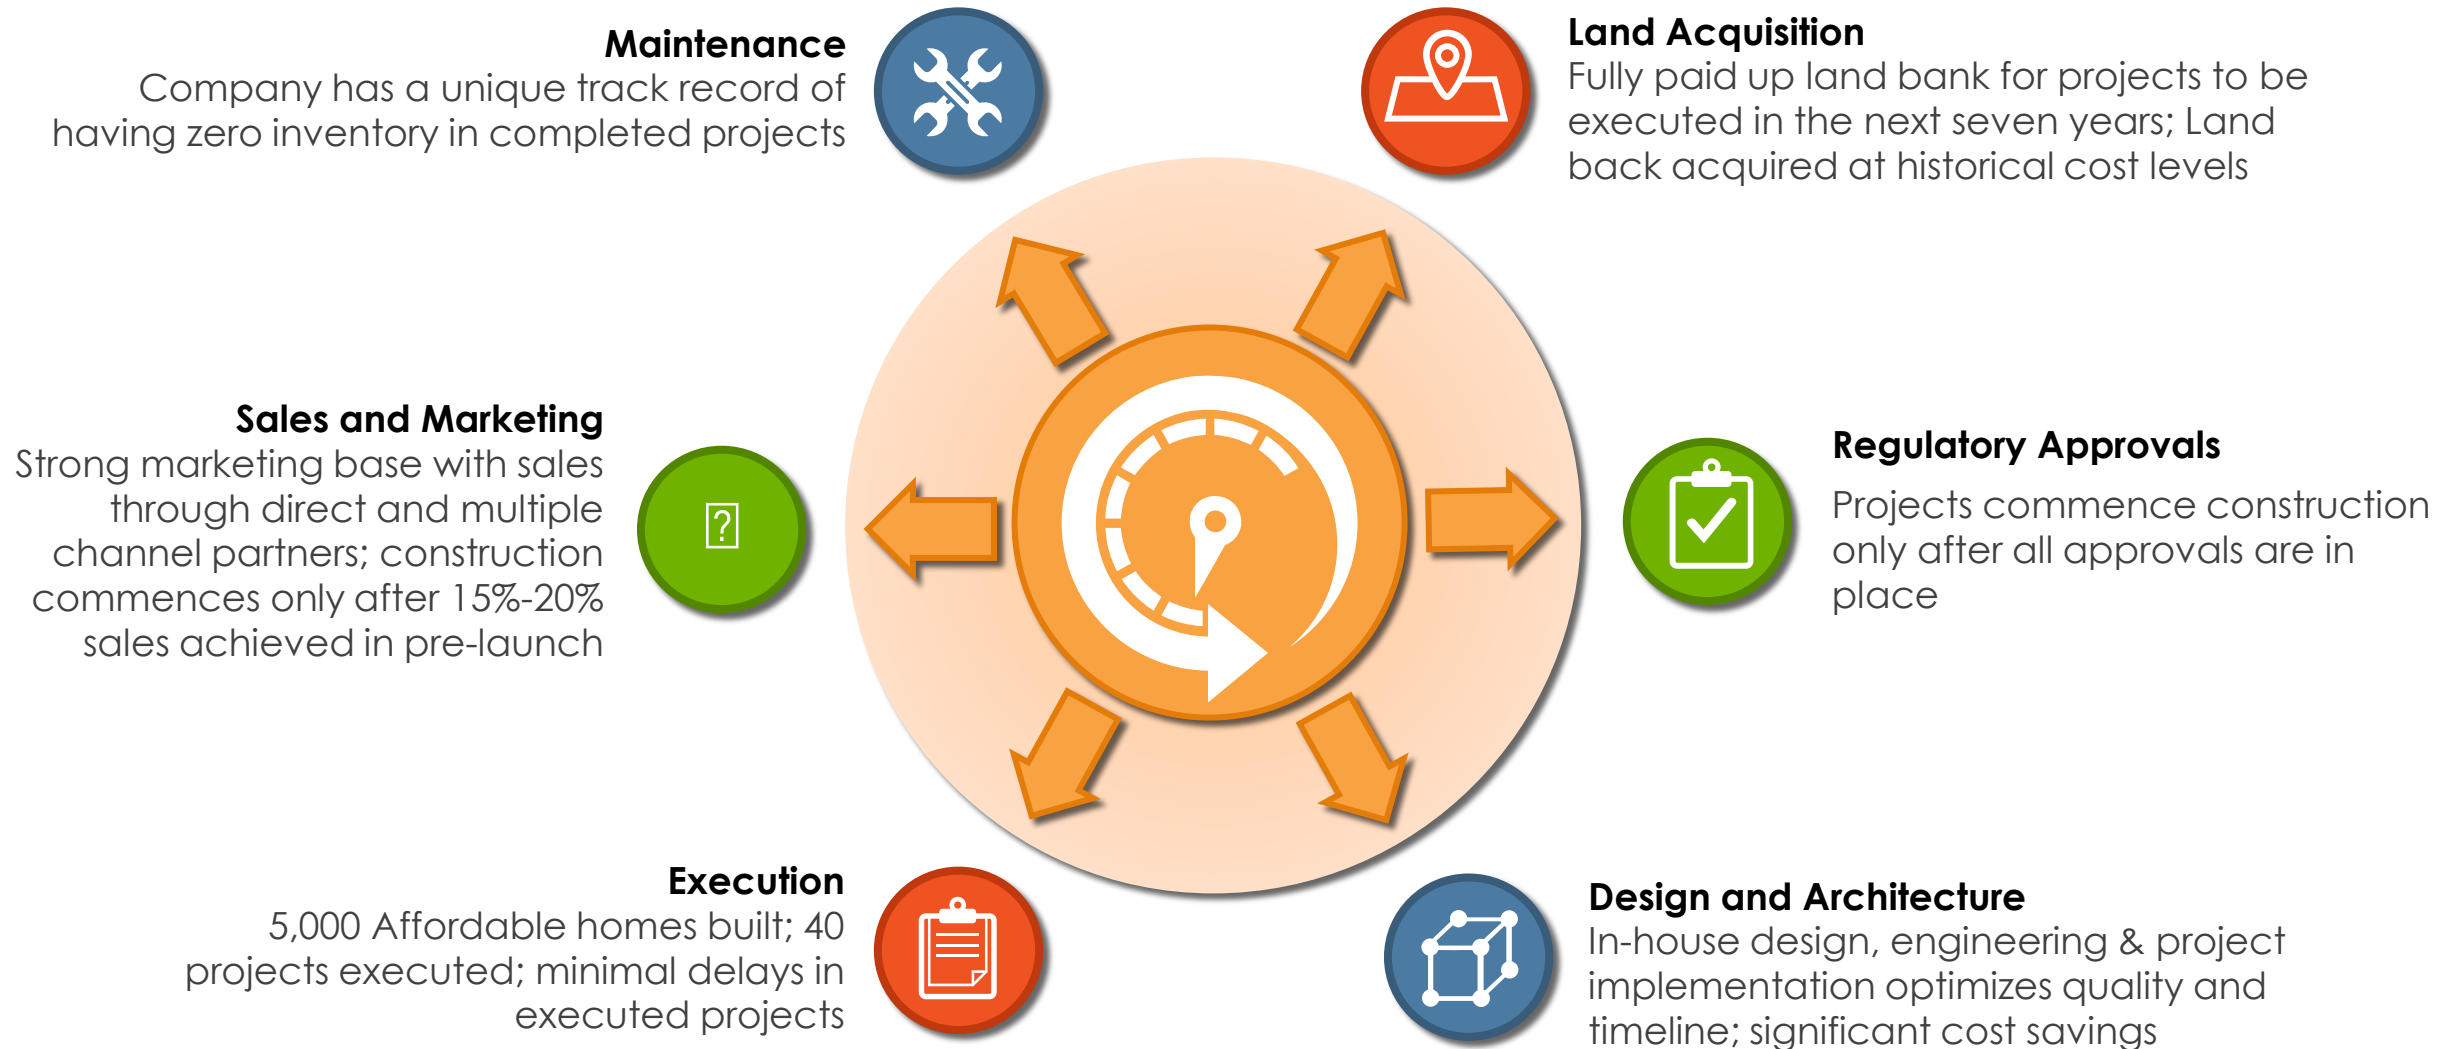 Maintenance
Company has a unique track record of
having zero inventory in completed projects
Land Acquisition
Fully paid up land bank for projects to be
executed in the next seven years; Land
back acquired at historical cost levels
Sales and Marketing
Strong marketing base with sales
through direct and multiple
channel partners; construction
commences only after 15%-20%
sales achieved in pre-launch
?
Regulatory Approvals
Projects commence construction
only after all approvals are in
place
Execution
5,000 Affordable homes built; 40
projects executed; minimal delays in
executed projects
Design and Architecture
In-house design, engineering & project
implementation optimizes quality and
timeline; significant cost savings